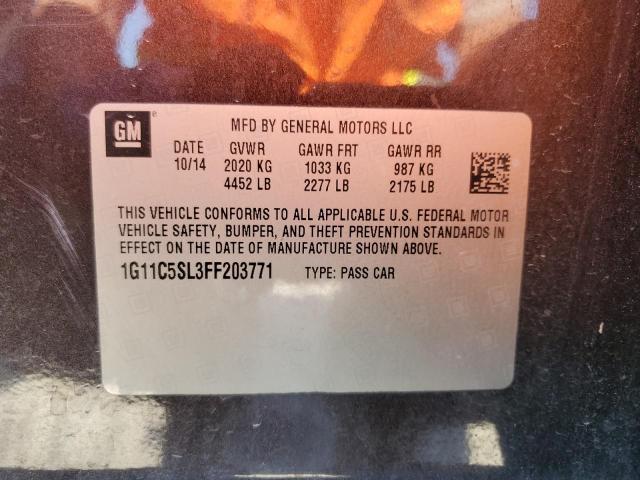 GM
MFD BY GENERAL MOTORS LLC
DATE GVWR GAWR FRT GAWR RR
10/14 2020 KG 1033 KG 987 KG
4452 LB 2277 LB 2175 LB
THIS VEHICLE CONFORMS TO ALL APPLICABLE U.S. FEDERAL MOTOR
VEHICLE SAFETY, BUMPER, AND THEFT PREVENTION STANDARDS IN
EFFECT ON THE DATE OF MANUFACTURE SHOWN ABOVE.
1G11C5SL3FF203771 TYPE: PASS CAR